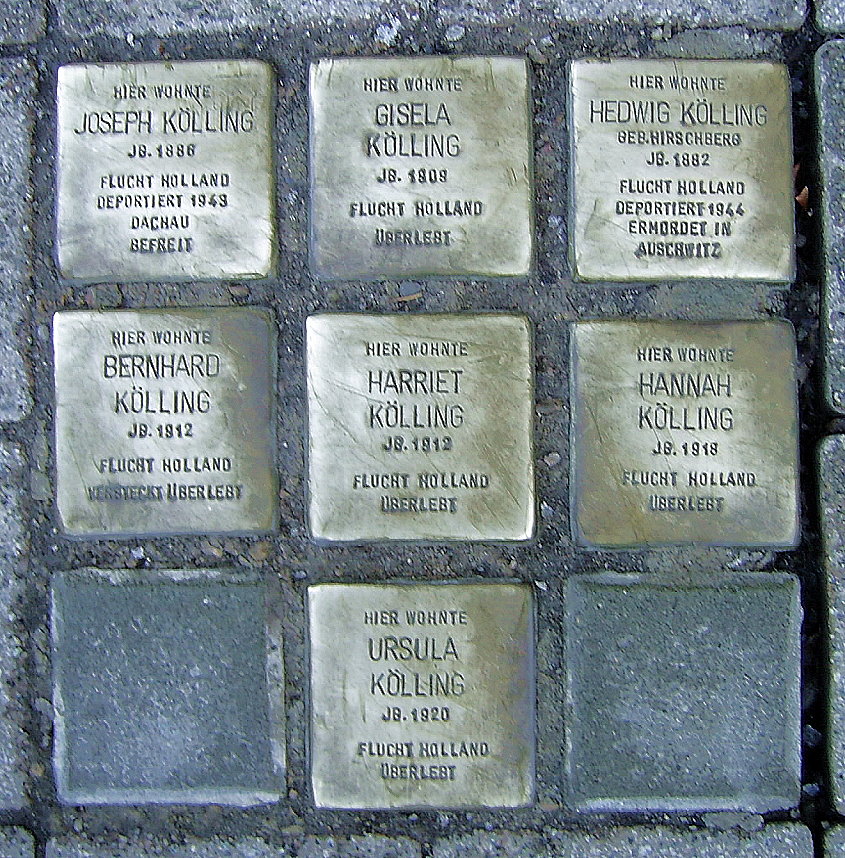 HIER WOHNTE
JOSEPH KÖLLING
JG. 1886
FLUCHT HOLLAND
DEPORTIERT 1943
DACHAU
BEFREIT
HIER WOHNTE
GISELA
KÖLLING
JG. 1909
FLUCHT HOLLAND
ÜBERLEBT
HIER WOHNTE
HEDWIG KÖLLING
GEB.HIRSCHBERG
JG. 1882
FLUCHT HOLLAND
DEPORTIERT 1944
ERMORDET IN
AUSCHWITZ
HIER WOHNTE
BERNHARD
KÖLLING
JG. 1912
FLUCHT HOLLAND
VERSTECKT ÜBERLEBT
HIER WOHNTE
HARRIET
KÖLLING
JG. 1912
FLUCHT HOLLAND
ÜBERLEBT
HIER WOHNTE
HANNAH
KÖLLING
JG. 1918
FLUCHT HOLLAND
ÜBERLEBT
HIER WOHNTE
URSULA
KÖLLING
JG. 1920
FLUCHT HOLLAND
ÜBERLEBT